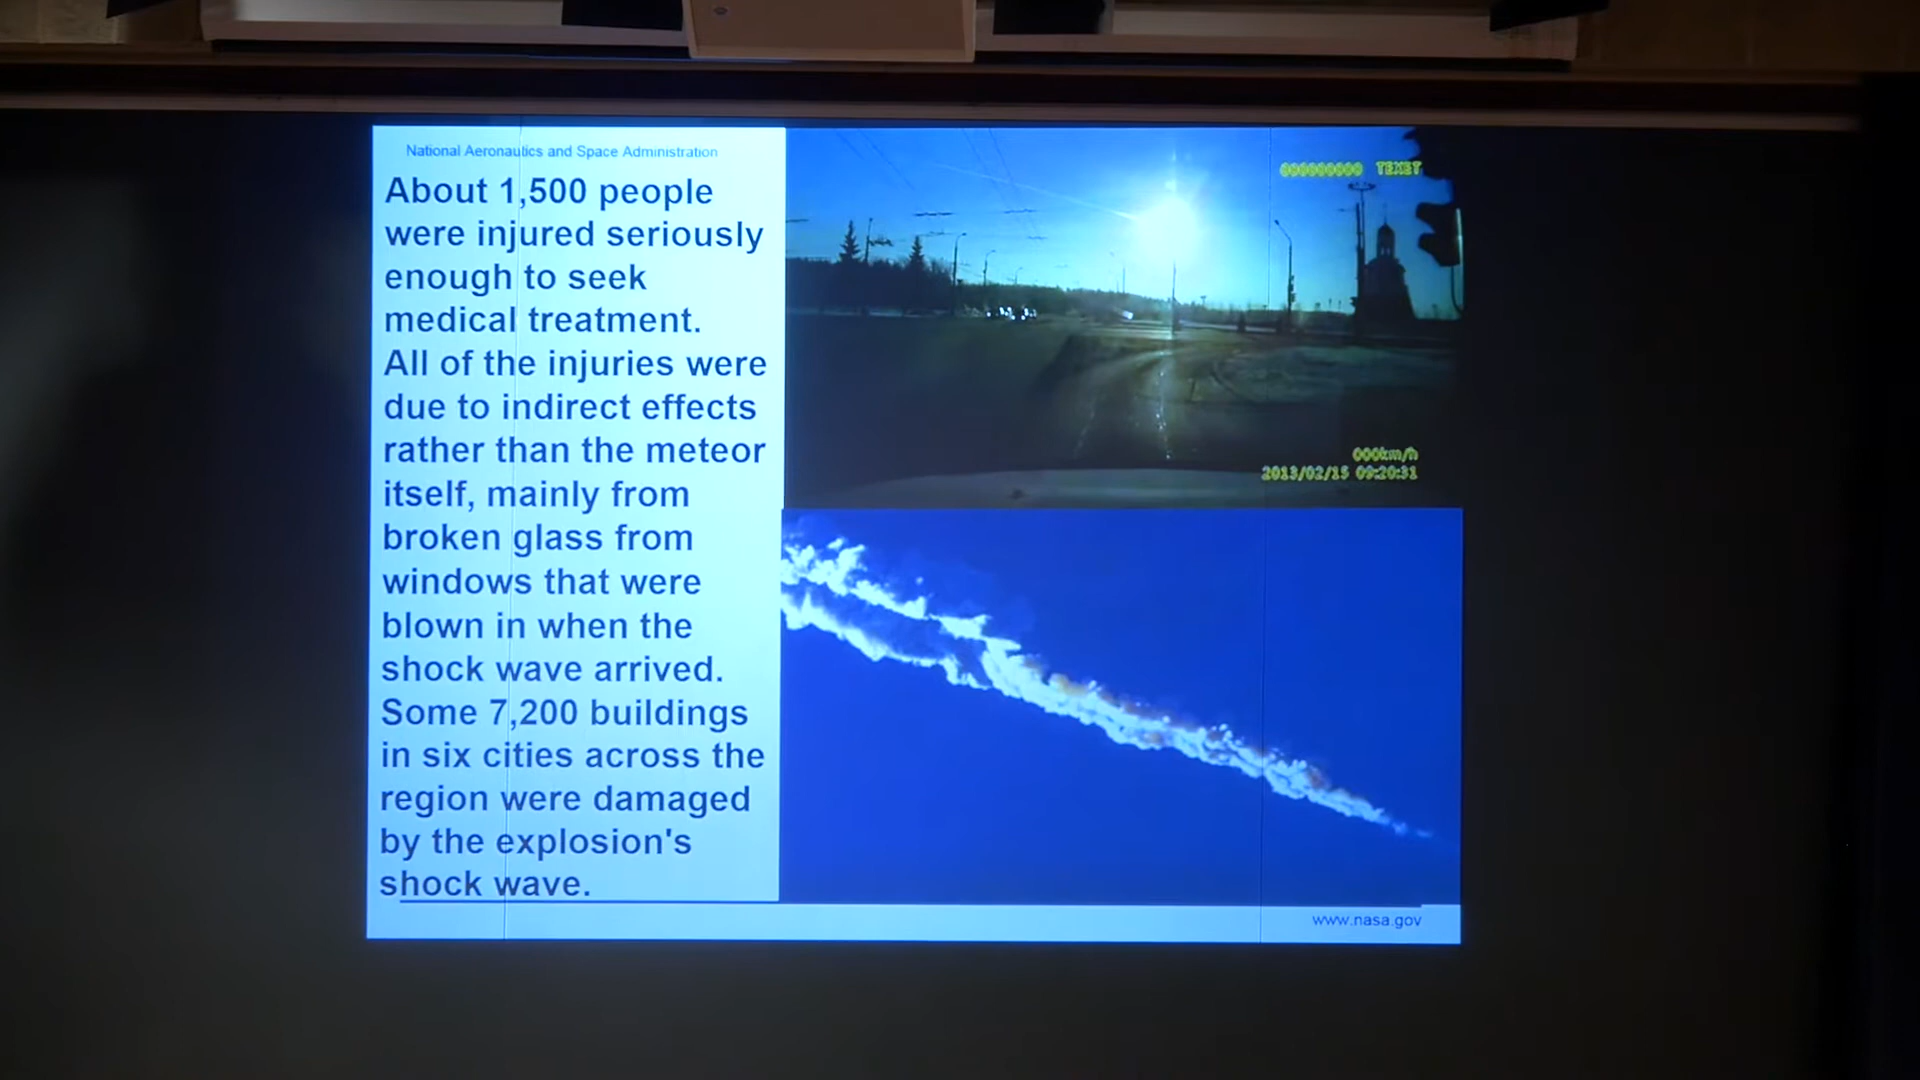 National Aeronautics and Space Administration
About 1,500 people
were injured seriously
enough to seek
medical treatment.
All of the injuries were
due to indirect effects
rather than the meteor
itself, mainly from
broken glass from
windows that were
blown in when the
shock wave arrived.
Some 7,200 buildings
in six cities across the
region were damaged
by the explosion's
shock wave.
000000000 TEXET
000km/h
2013/02/15 09:20:31
www.nasa.gov